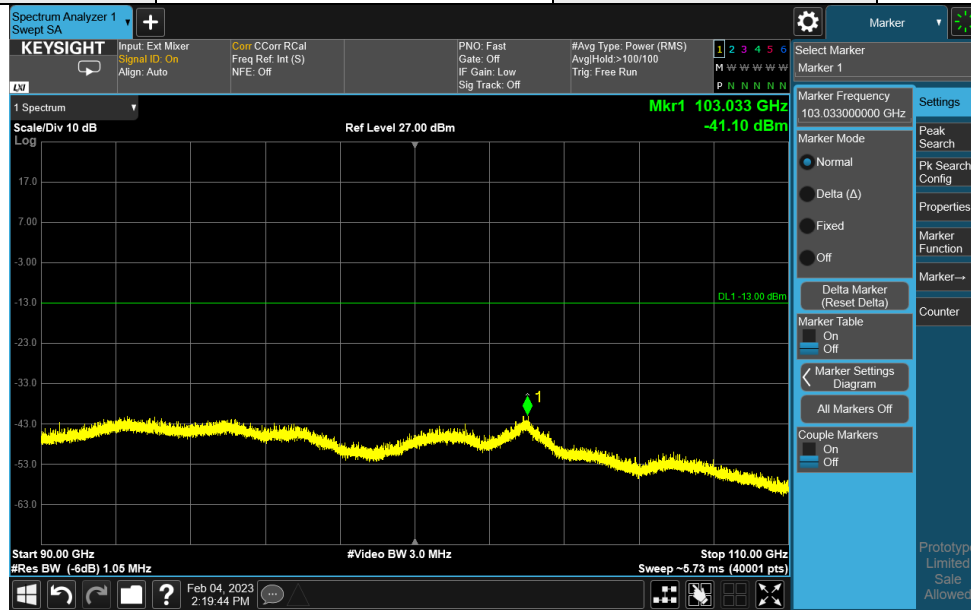 Spectrum Analyzer 1
Swept SA
+
Marker
KEYSIGHT
LXI
Input: Ext Mixer
Signal ID: On
Align: Auto
Corr CCorr RCal
Freq Ref: Int (S)
NFE: Off
PNO: Fast
Gate: Off
IF Gain: Low
Sig Track: Off
#Avg Type: Power (RMS)
Avg|Hold:>100/100
Trig: Free Run
1 2 3 4 5 6
M W W W W W
P N N N N N
Select Marker
Marker 1
1 Spectrum
Mkr1 103.033 GHz
Scale/Div 10 dB
Ref Level 27.00 dBm
-41.10 dBm
Log
17.0
7.00
-3.00
-13.0
DL1 -13.00 dBm
-23.0
-33.0
1
-43.0
-53.0
-63.0
Start 90.00 GHz
#Video BW 3.0 MHz
Stop 110.00 GHz
#Res BW (-6dB) 1.05 MHz
Sweep ~5.73 ms (40001 pts)
Marker Frequency
103.033000000 GHz
Marker Mode
Normal
Delta (Δ)
Fixed
Off
Delta Marker
(Reset Delta)
Marker Table
On
Off
Marker Settings
Diagram
All Markers Off
Couple Markers
On
Off
Settings
Peak
Search
Pk Search
Config
Properties
Marker
Function
Marker→
Counter
Prototype
Limited
Sale
Allowed
?
Feb 04, 2023
2:19:44 PM